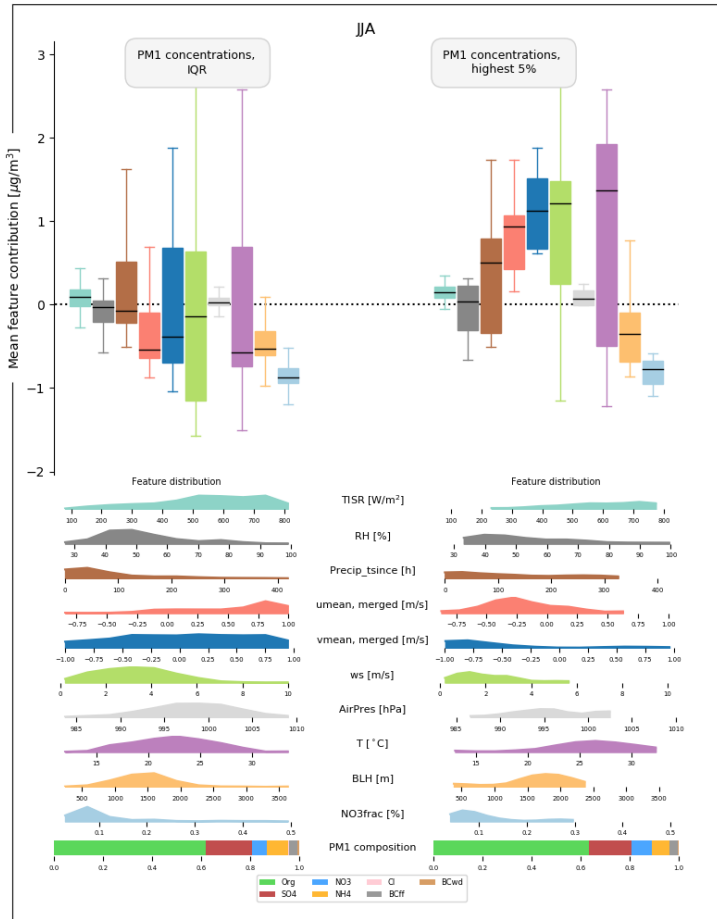 JJA
PM1 concentrations,
IQR
PM1 concentrations,
highest 5%
Mean feature contribution [μg/m³]
3
2
1
0
−1
−2
Feature distribution
Feature distribution
TISR [W/m²]
100 200 300 400 500 600 700 800
100 200 300 400 500 600 700 800
RH [%]
30 40 50 60 70 80 90 100
30 40 50 60 70 80 90 100
Precip_tsince [h]
0 100 200 300 400
0 100 200 300 400
umean, merged [m/s]
−0.75 −0.50 −0.25 0.00 0.25 0.50 0.75 1.00
−0.75 −0.50 −0.25 0.00 0.25 0.50 0.75 1.00
vmean, merged [m/s]
−1.00 −0.75 −0.50 −0.25 0.00 0.25 0.50 0.75 1.00
−1.00 −0.75 −0.50 −0.25 0.00 0.25 0.50 0.75 1.00
ws [m/s]
0 2 4 6 8 10
0 2 4 6 8 10
AirPres [hPa]
985 990 995 1000 1005 1010
985 990 995 1000 1005 1010
T [˚C]
15 20 25 30
15 20 25 30
BLH [m]
500 1000 1500 2000 2500 3000 3500
500 1000 1500 2000 2500 3000 3500
NO3frac [%]
0.1 0.2 0.3 0.4 0.5
0.1 0.2 0.3 0.4 0.5
PM1 composition
0.0 0.2 0.4 0.6 0.8 1.0
0.0 0.2 0.4 0.6 0.8 1.0
Org NO3 Cl BCwd
SO4 NH4 BCff